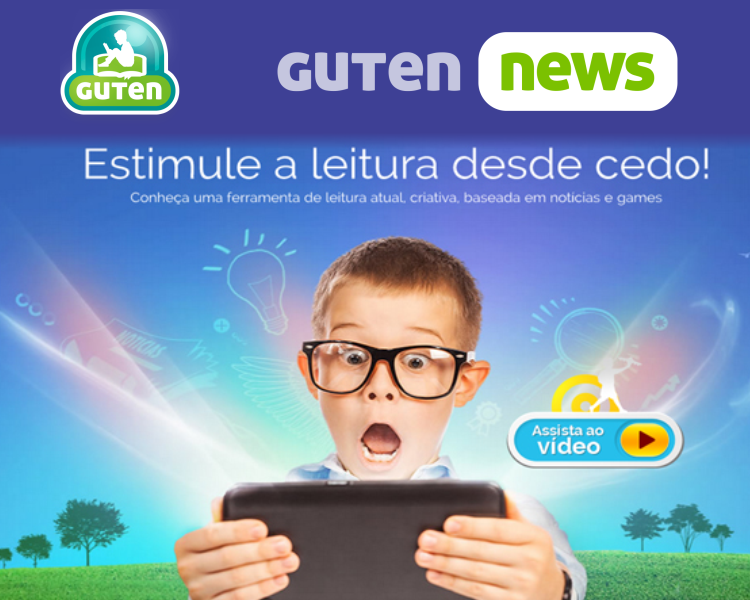 GUTEN
GUTEN news
Estimule a leitura desde cedo!
Conheça uma ferramenta de leitura atual, criativa, baseada em notícias e games
NOTÍCIAS
Assista ao
vídeo